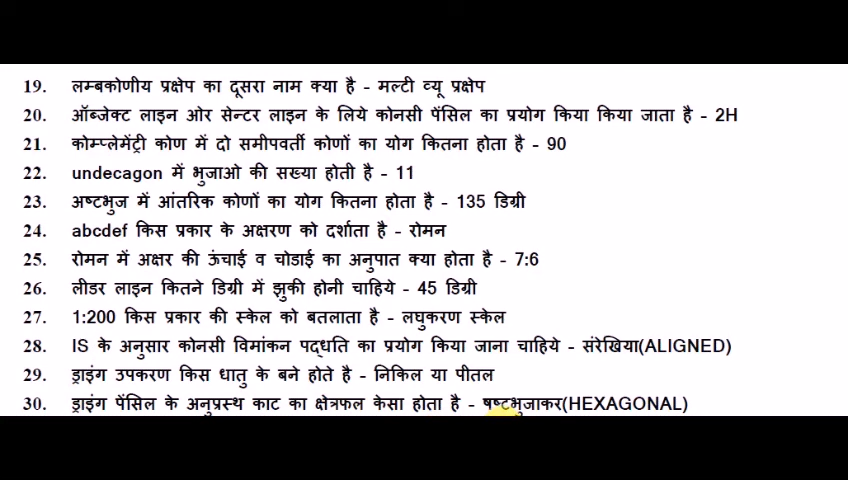 19. लम्बकोणीय प्रक्षेप का दूसरा नाम क्या है - मल्टी व्यू प्रक्षेप
20. ऑब्जेक्ट लाइन ओर सेन्टर लाइन के लिये कोनसी पेंसिल का प्रयोग किया किया जाता है - 2H
21. कोम्प्लेमेंट्री कोण में दो समीपवर्ती कोणों का योग कितना होता है - 90
22. undecagon में भुजाओ की सख्या होती है - 11
23. अष्टभुज में आंतरिक कोणों का योग कितना होता है - 135 डिग्री
24. abcdef किस प्रकार के अक्षरण को दर्शाता है - रोमन
25. रोमन में अक्षर की ऊंचाई व चोडाई का अनुपात क्या होता है - 7:6
26. लीडर लाइन कितने डिग्री में झुकी होनी चाहिये - 45 डिग्री
27. 1:200 किस प्रकार की स्केल को बतलाता है - लघुकरण स्केल
28. IS के अनुसार कोनसी विमांकन पद्धति का प्रयोग किया जाना चाहिये - संरेखिया(ALIGNED)
29. ड्राइंग उपकरण किस धातु के बने होते है - निकिल या पीतल
30. ड्राइंग पेंसिल के अनुप्रस्थ काट का क्षेत्रफल केसा होता है - षष्टभुजाकर(HEXAGONAL)